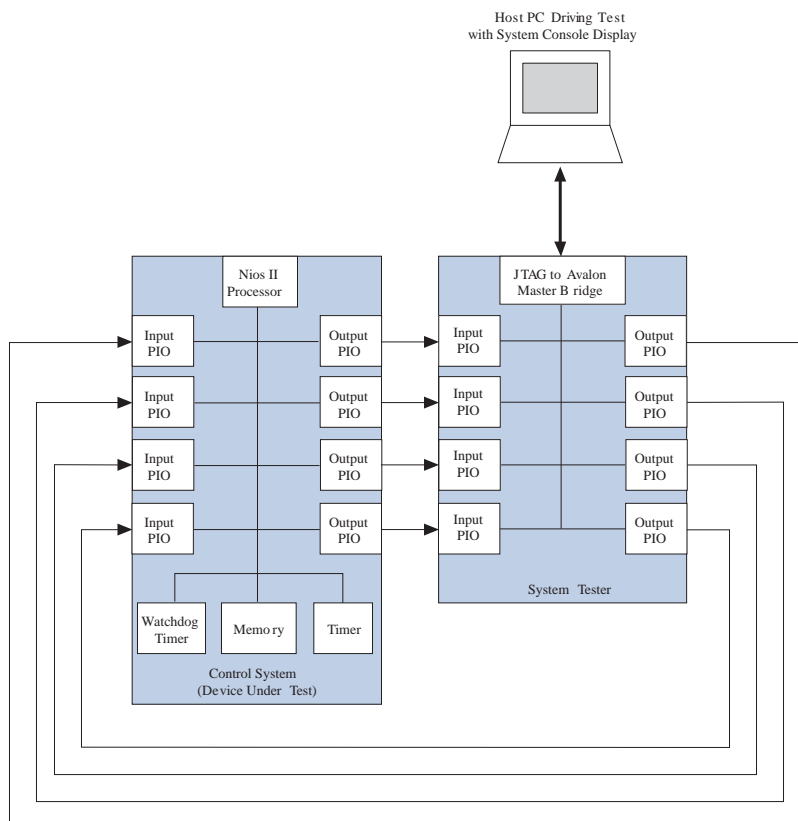 Host PC Driving Test
with System Console Display
Nios II
Processor
JTAG to Avalon
Master Bridge
Input
PIO
Output
PIO
Input
PIO
Output
PIO
Input
PIO
Output
PIO
Input
PIO
Output
PIO
Input
PIO
Output
PIO
Input
PIO
Output
PIO
Input
PIO
Output
PIO
Input
PIO
Output
PIO
System Tester
Watchdog
Timer
Memory
Timer
Control System
(Device Under Test)